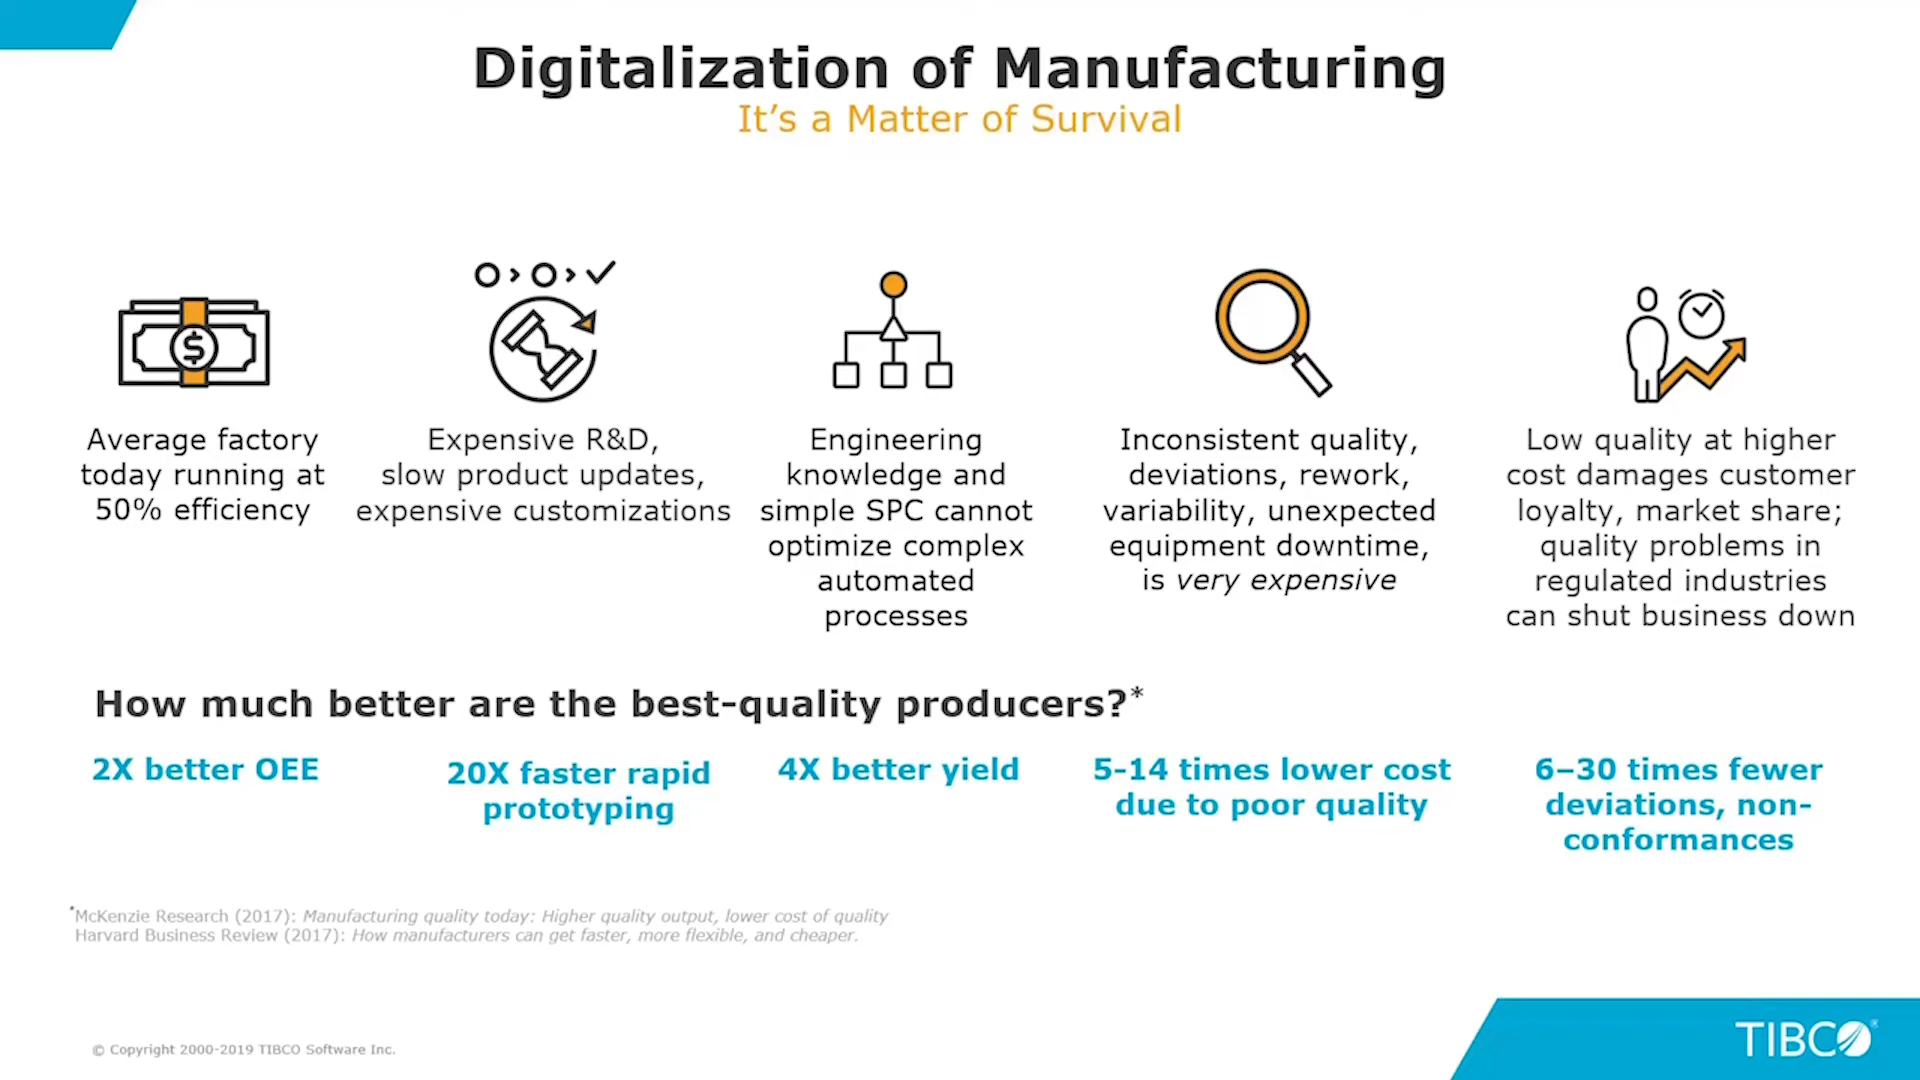 Digitalization of Manufacturing
It's a Matter of Survival
Average factory
today running at
50% efficiency
Expensive R&D,
slow product updates,
expensive customizations
Engineering
knowledge and
simple SPC cannot
optimize complex
automated
processes
Inconsistent quality,
deviations, rework,
variability, unexpected
equipment downtime,
is very expensive
Low quality at higher
cost damages customer
loyalty, market share;
quality problems in
regulated industries
can shut business down
How much better are the best-quality producers?*
2X better OEE
20X faster rapid
prototyping
4X better yield
5-14 times lower cost
due to poor quality
6–30 times fewer
deviations, non-
conformances
*McKenzie Research (2017): Manufacturing quality today: Higher quality output, lower cost of quality
Harvard Business Review (2017): How manufacturers can get faster, more flexible, and cheaper.
© Copyright 2000-2019 TIBCO Software Inc.
TIBCO®